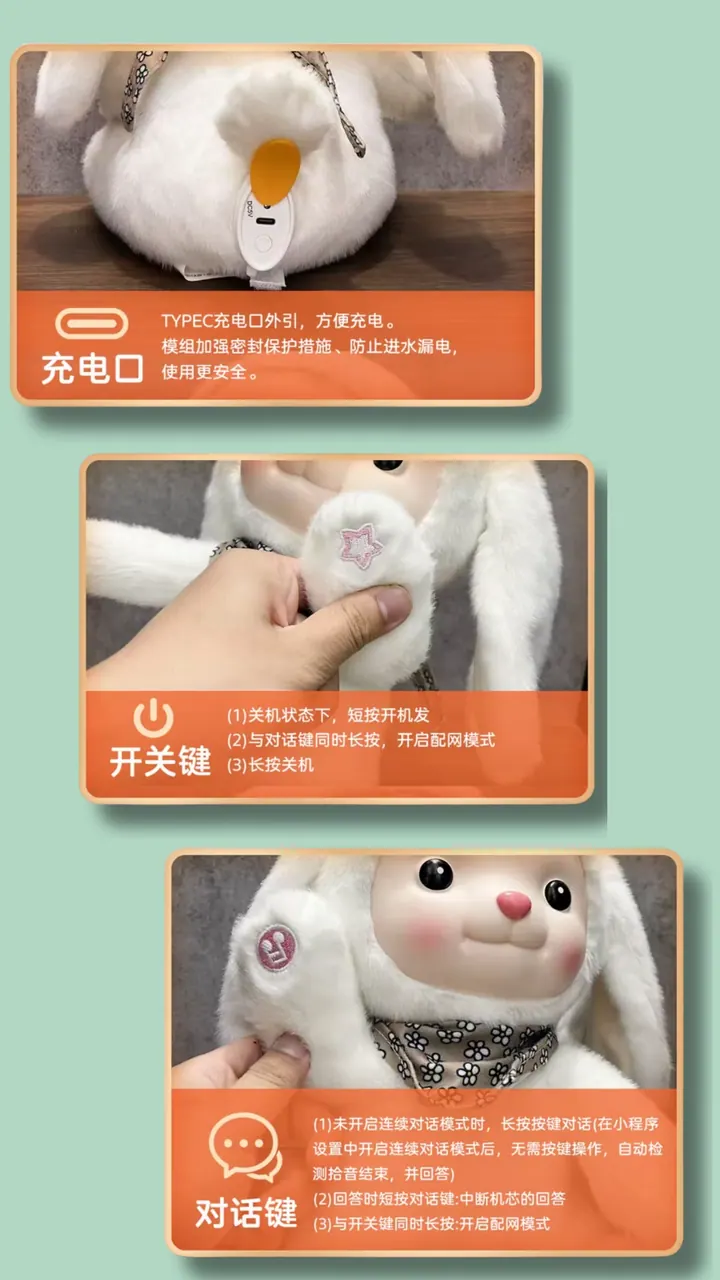 DC5V
充电口
TYPEC充电口外引，方便充电。
模组加强密封保护措施、防止进水漏电，
使用更安全。
开关键
(1)关机状态下，短按开机发
(2)与对话键同时长按，开启配网模式
(3)长按关机
对话键
(1)未开启连续对话模式时，长按按键对话(在小程序
设置中开启连续对话模式后，无需按键操作，自动检
测拾音结束，并回答)
(2)回答时短按对话键:中断机芯的回答
(3)与开关键同时长按:开启配网模式